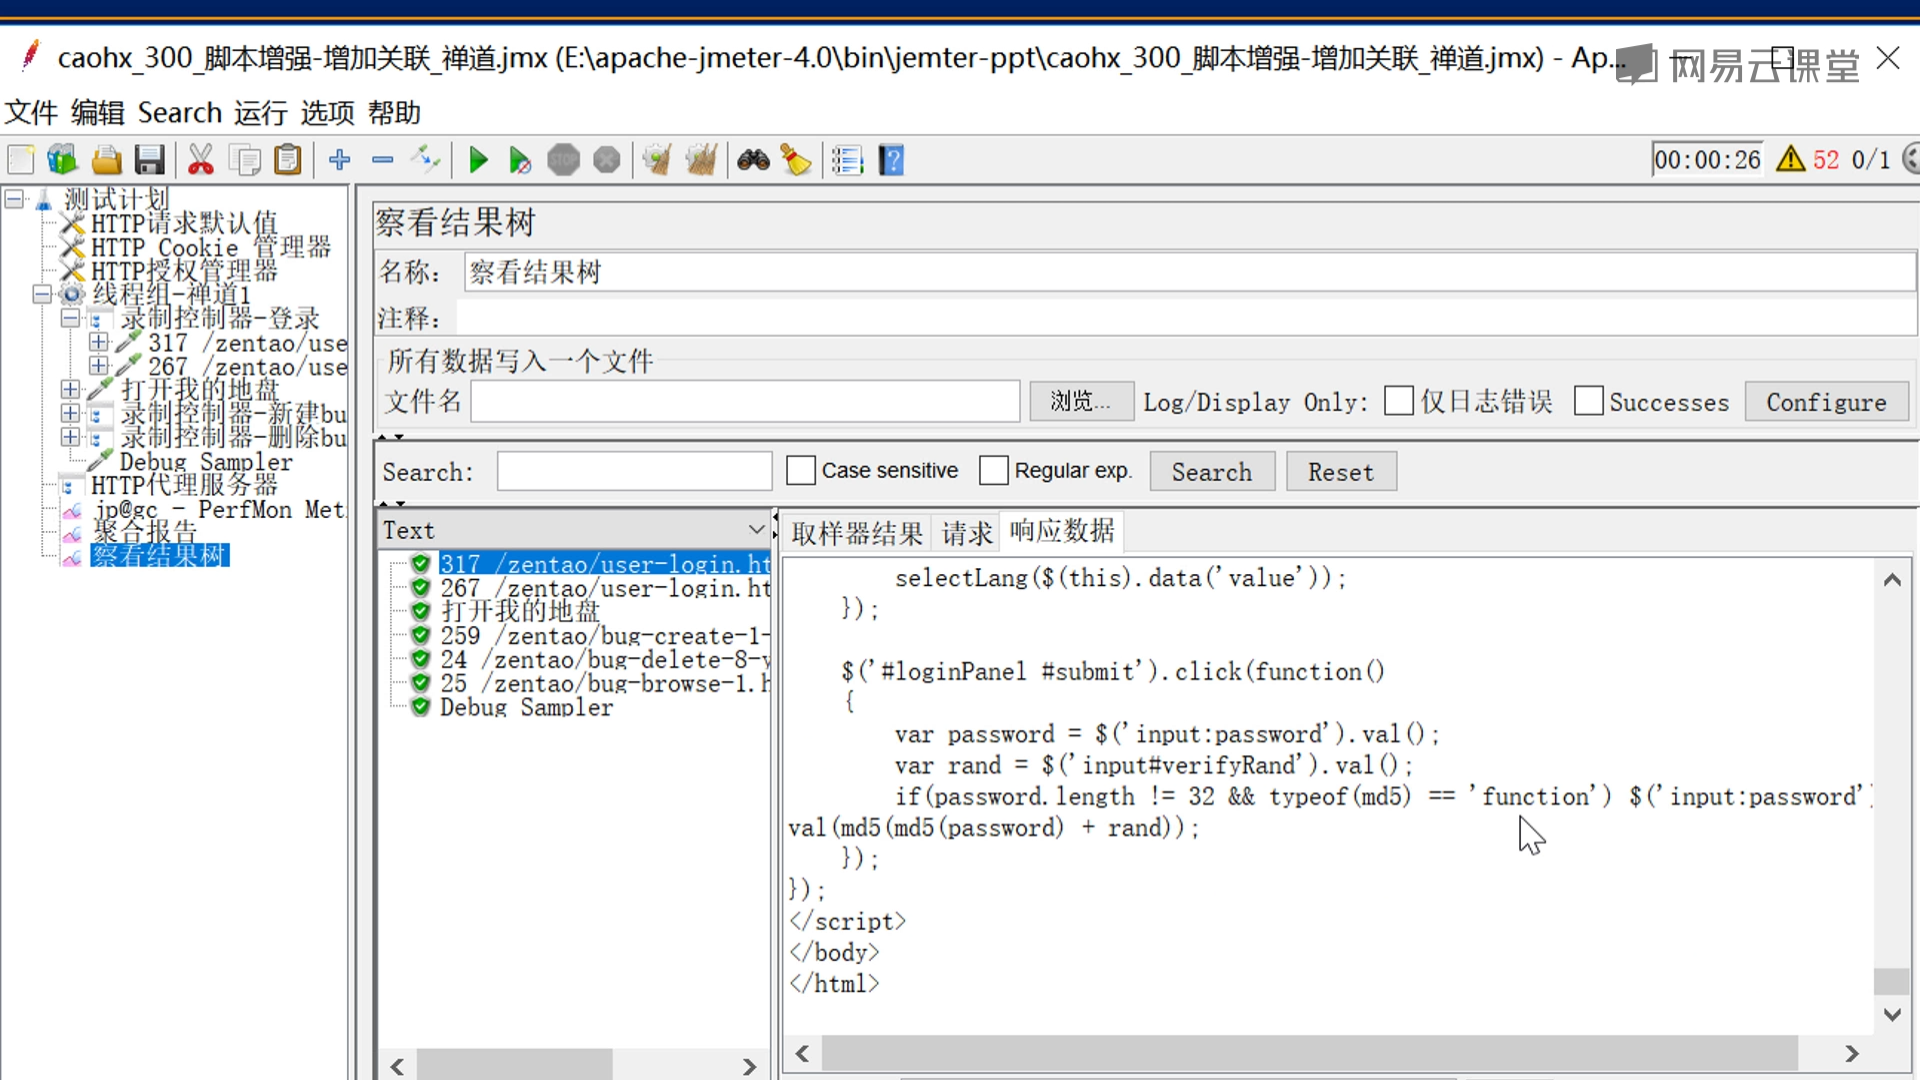 caohx_300_脚本增强-增加关联_禅道.jmx (E:\apache-jmeter-4.0\bin\jemter-ppt\caohx_300_脚本增强-增加关联_禅道.jmx) - Ap...
网易云课堂
文件 编辑 Search 运行 选项 帮助
STOP
00:00:26 52 0/1
测试计划
HTTP请求默认值
HTTP Cookie 管理器
HTTP授权管理器
线程组-禅道1
录制控制器-登录
317 /zentao/use
267 /zentao/use
打开我的地盘
录制控制器-新建bu
录制控制器-删除bu
Debug Sampler
HTTP代理服务器
jp@gc - PerfMon Met
聚合报告
察看结果树
察看结果树
名称： 察看结果树
注释：
所有数据写入一个文件
文件名 浏览... Log/Display Only: 仅日志错误 Successes Configure
Search: Case sensitive Regular exp. Search Reset
Text
317 /zentao/user-login.ht
267 /zentao/user-login.ht
打开我的地盘
259 /zentao/bug-create-1-
24 /zentao/bug-delete-8-y
25 /zentao/bug-browse-1.h
Debug Sampler
取样器结果 请求 响应数据
selectLang($(this).data('value'));
});
$('#loginPanel #submit').click(function()
{
var password = $('input:password').val();
var rand = $('input#verifyRand').val();
if(password.length != 32 && typeof(md5) == 'function') $('input:password')
val(md5(md5(password) + rand));
});
});
</script>
</body>
</html>